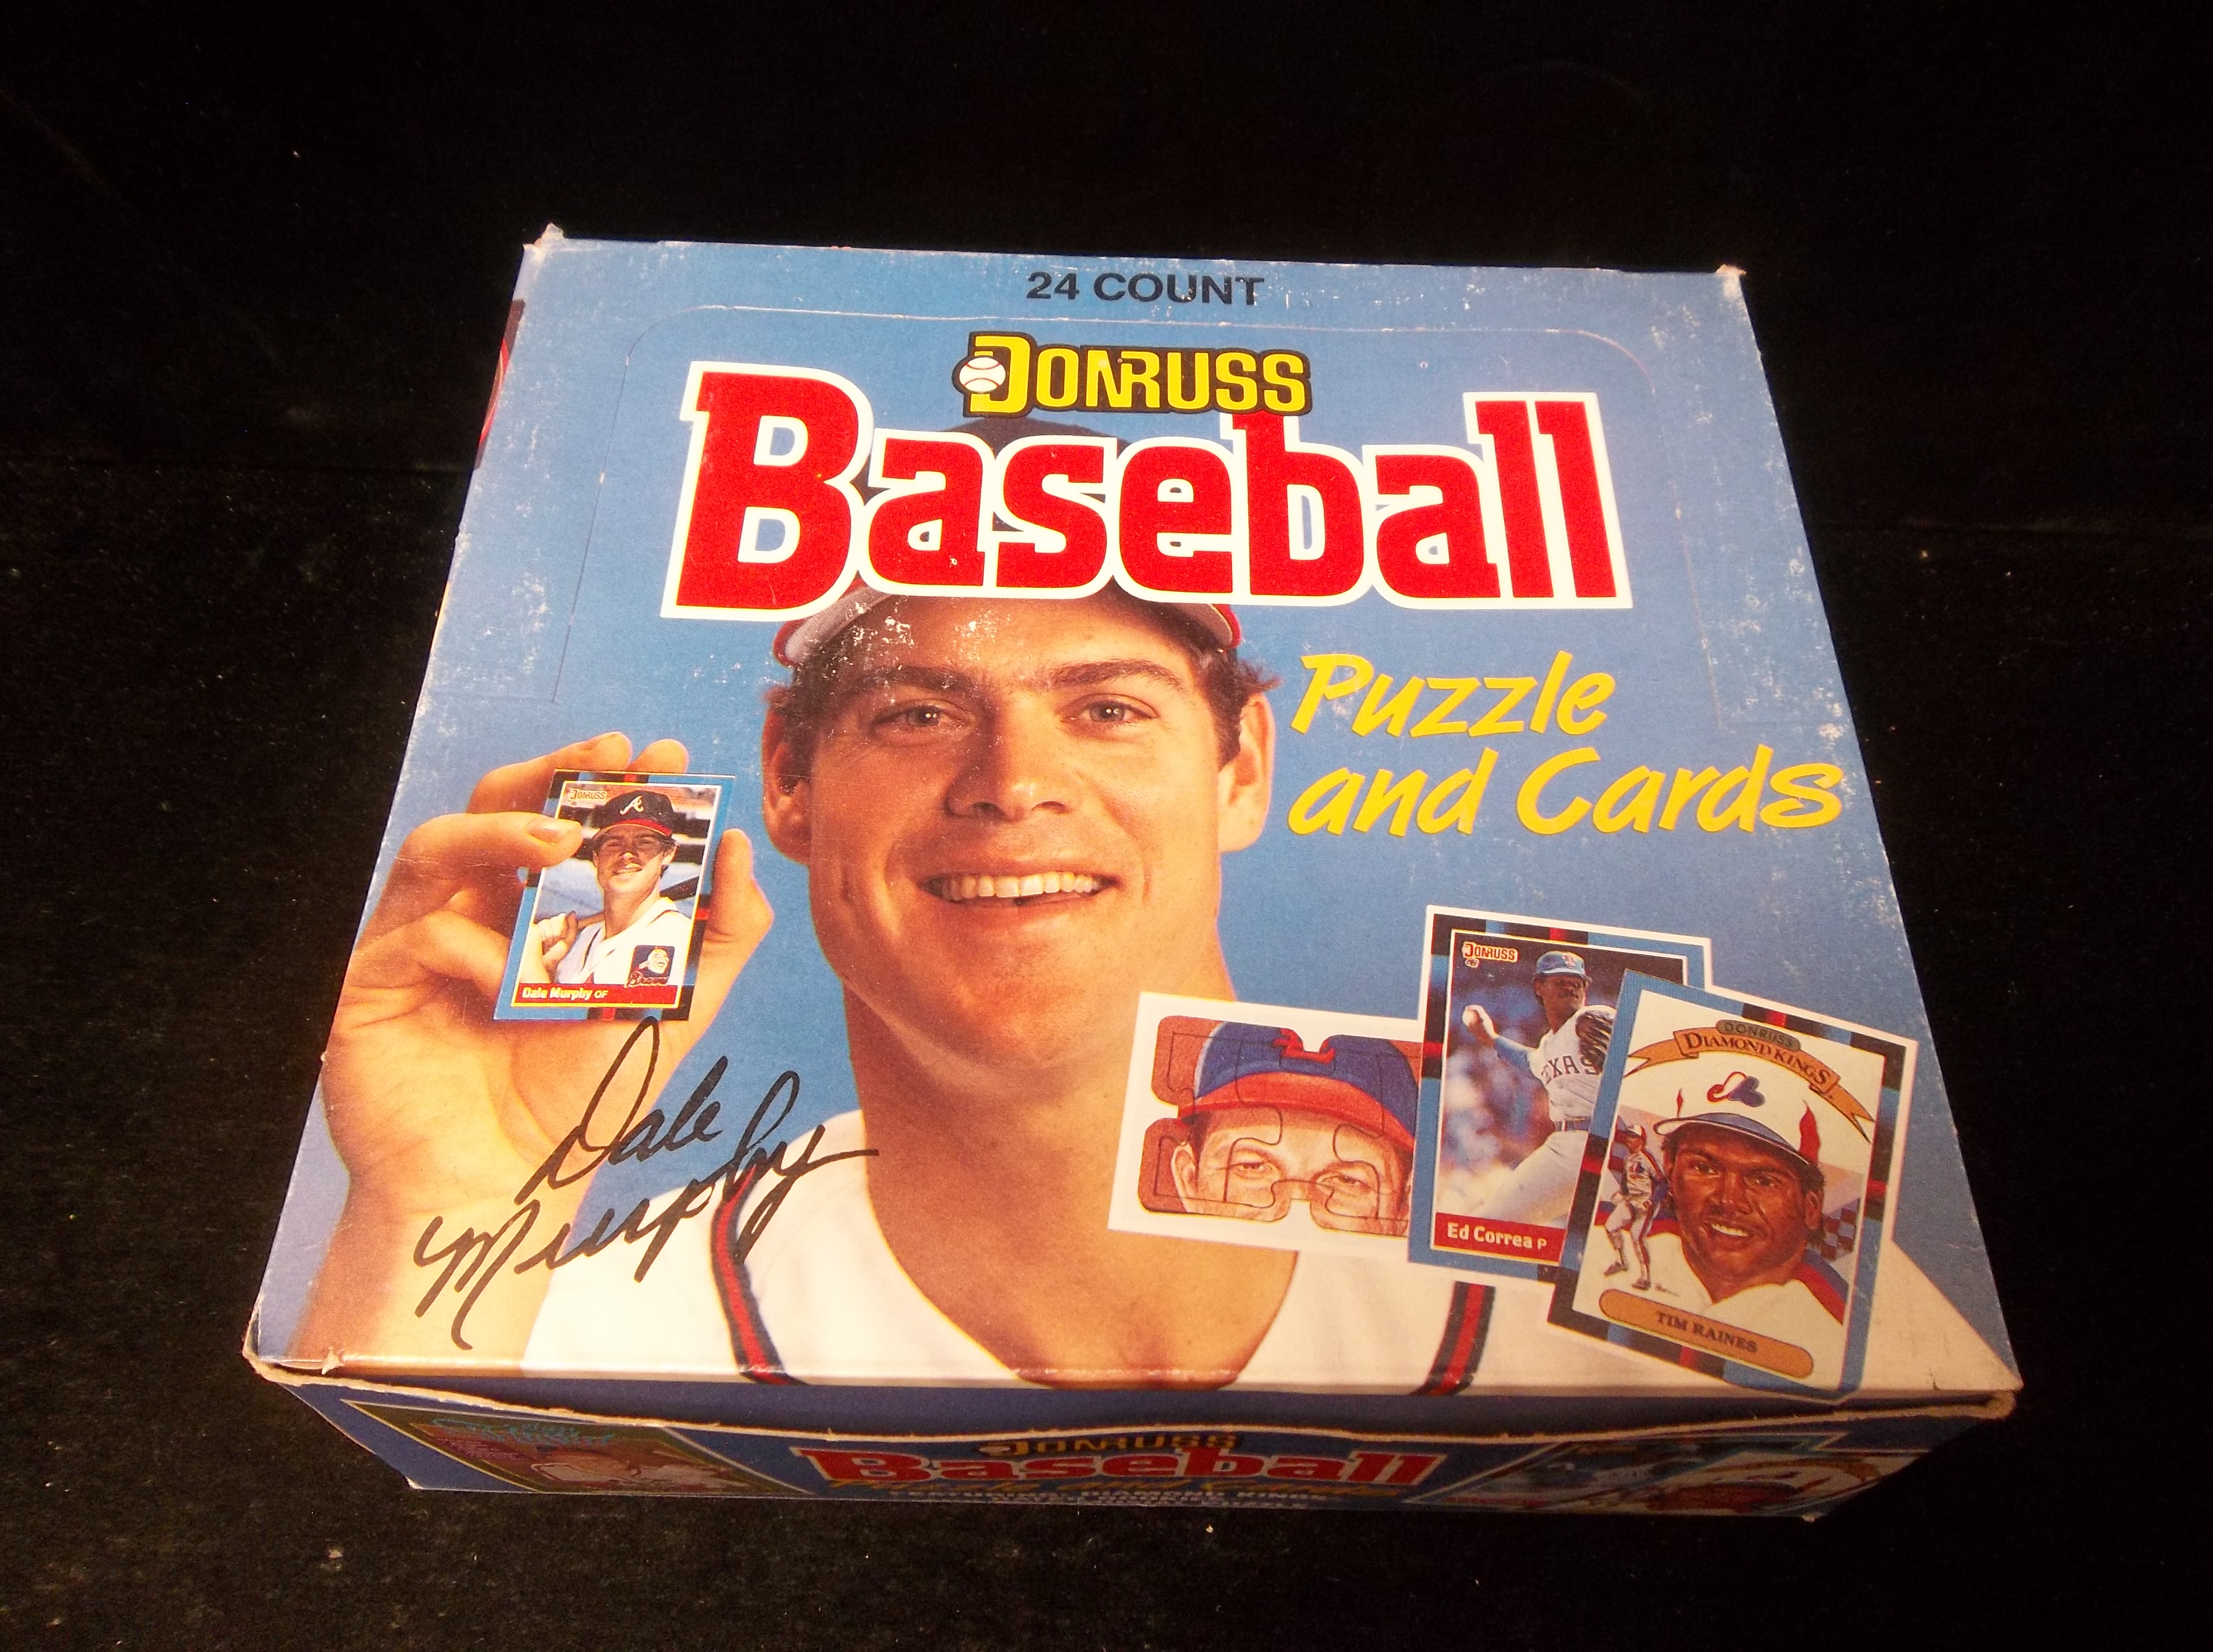 24 COUNT
DONRUSS
Baseball
Puzzle
and Cards
DONRUSS
A
Dale Murphy OF
Braves
Dale
Murphy
DONRUSS
TEXAS
Ed Correa P
DONRUSS
DIAMOND KINGS
TIM RAINES
DONRUSS
Baseball